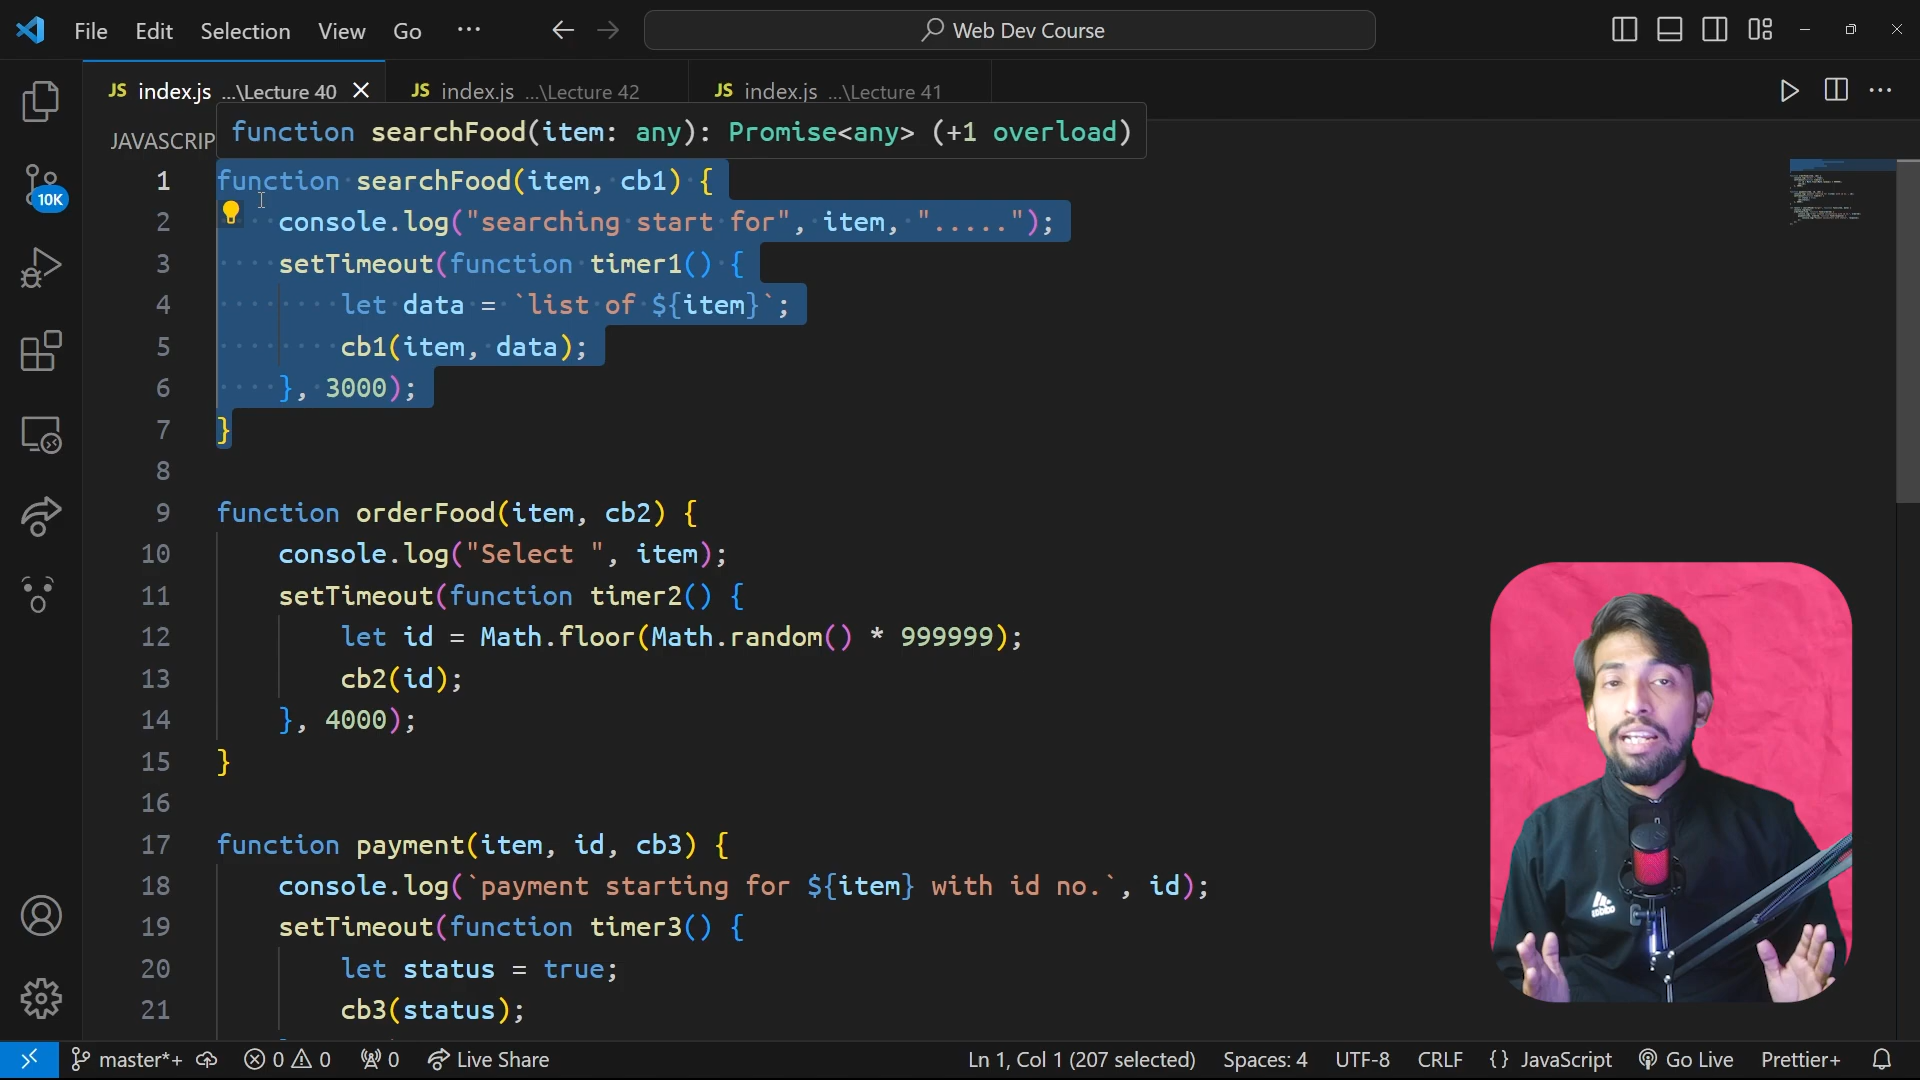 File Edit Selection View Go ... Web Dev Course
JS index.js ...\Lecture 40 JS index.js ...\Lecture 42 JS index.js ...\Lecture 41
JAVASCRIP
function searchFood(item: any): Promise<any> (+1 overload)
1 function searchFood(item, cb1) {
2 console.log("searching start for", item, ".....");
3 setTimeout(function timer1() {
4 let data = `list of ${item}`;
5 cb1(item, data);
6 }, 3000);
7 }
8
9 function orderFood(item, cb2) {
10 console.log("Select ", item);
11 setTimeout(function timer2() {
12 let id = Math.floor(Math.random() * 999999);
13 cb2(id);
14 }, 4000);
15 }
16
17 function payment(item, id, cb3) {
18 console.log(`payment starting for ${item} with id no.`, id);
19 setTimeout(function timer3() {
20 let status = true;
21 cb3(status);
10K
master*+ 0 0 0 Live Share Ln 1, Col 1 (207 selected) Spaces: 4 UTF-8 CRLF {} JavaScript Go Live Prettier+